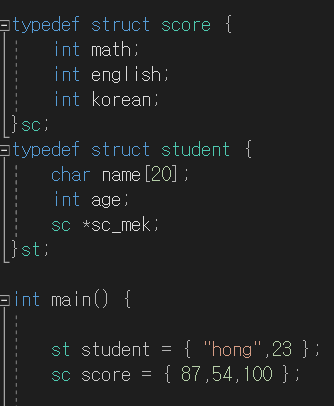 typedef struct score {
int math;
int english;
int korean;
}sc;
typedef struct student {
char name[20];
int age;
sc *sc_mek;
}st;
int main() {
st student = { "hong",23 };
sc score = { 87,54,100 };